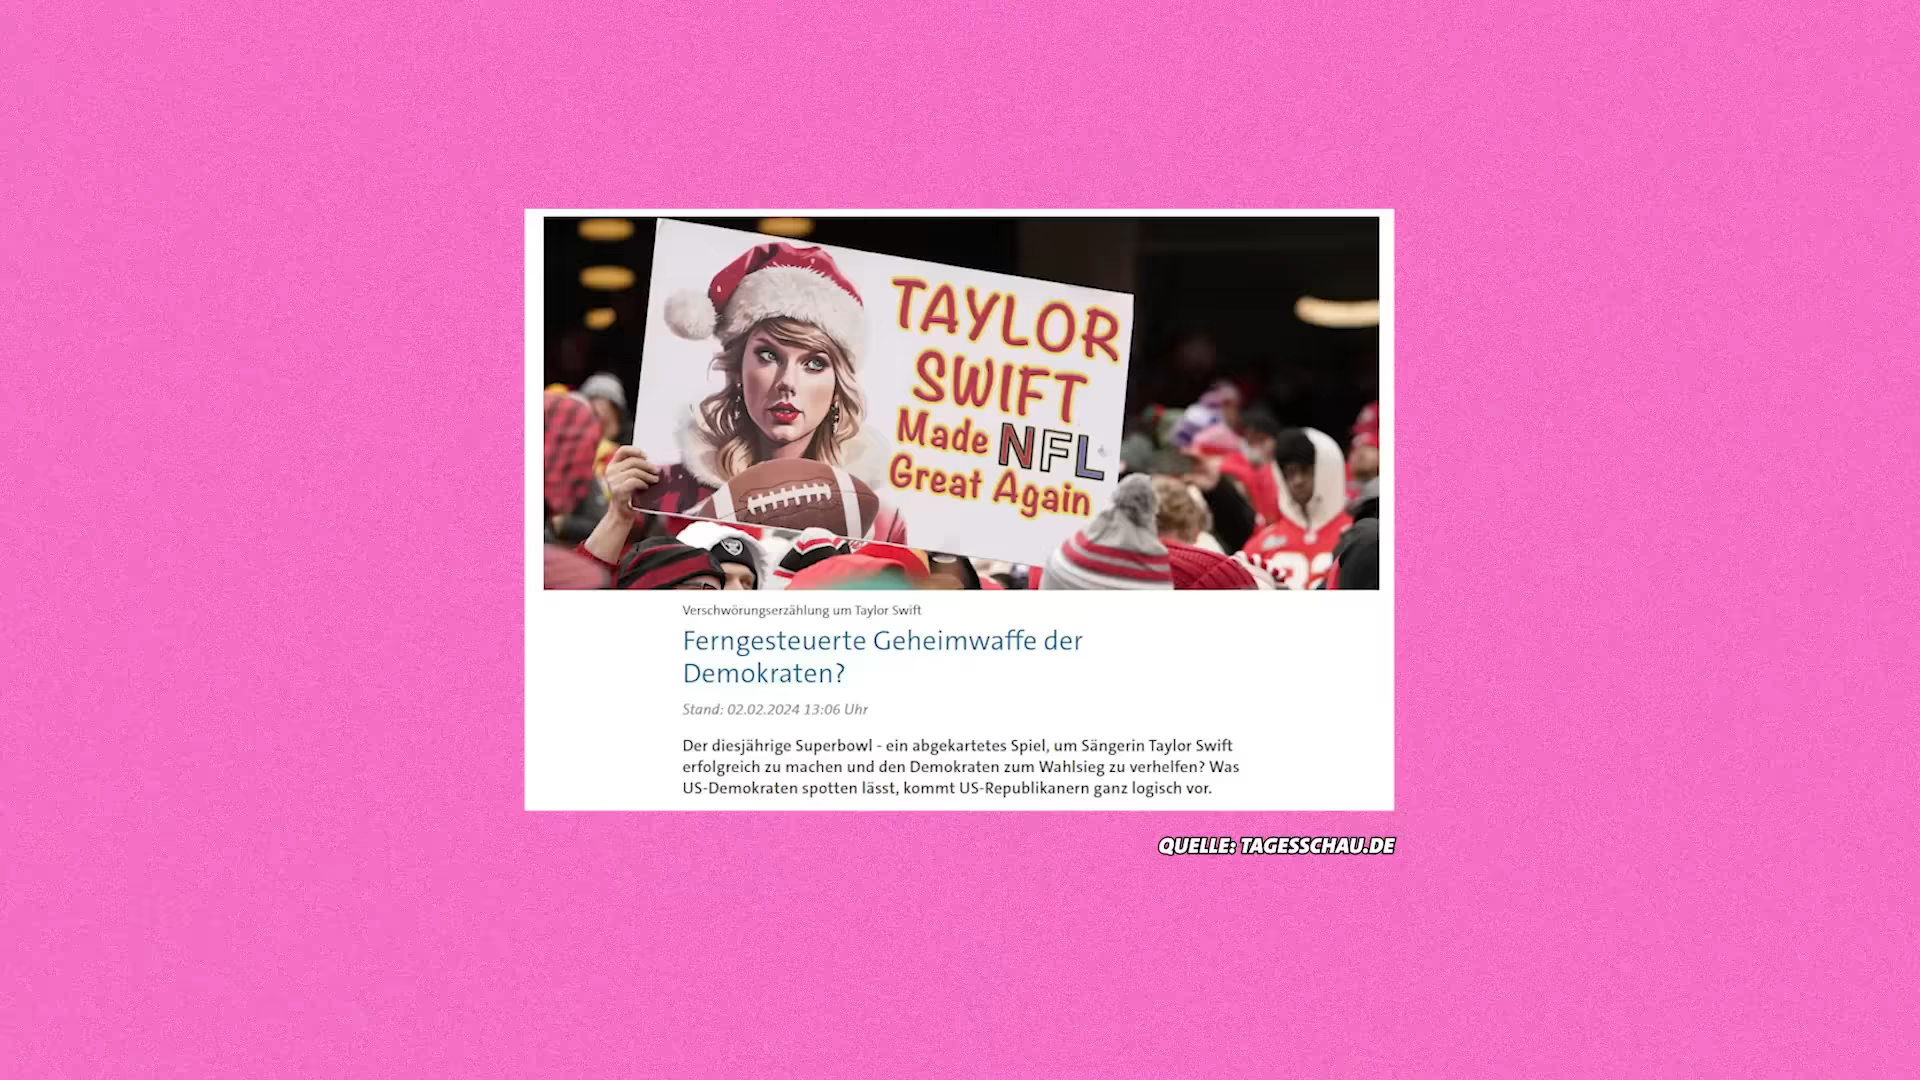 TAYLOR
SWIFT
Made NFL
Great Again
Verschwörungserzählung um Taylor Swift
Ferngesteuerte Geheimwaffe der
Demokraten?
Stand: 02.02.2024 13:06 Uhr
Der diesjährige Superbowl - ein abgekartetes Spiel, um Sängerin Taylor Swift
erfolgreich zu machen und den Demokraten zum Wahlsieg zu verhelfen? Was
US-Demokraten spotten lässt, kommt US-Republikanern ganz logisch vor.
QUELLE: TAGESSCHAU.DE